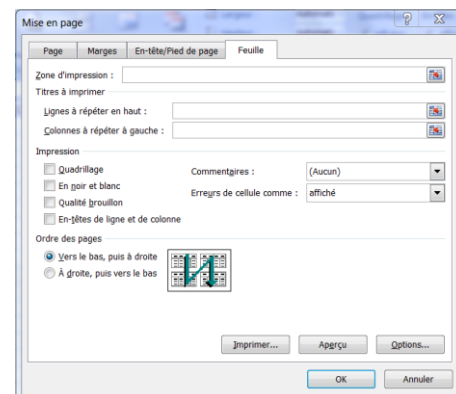 Mise en page
Page Marges En-tête/Pied de page Feuille
Zone d'impression :
Titres à imprimer
Lignes à répéter en haut :
Colonnes à répéter à gauche :
Impression
Quadrillage Commentaires : (Aucun)
En noir et blanc Erreurs de cellule comme : affiché
Qualité brouillon
En-têtes de ligne et de colonne
Ordre des pages
Vers le bas, puis à droite
À droite, puis vers le bas
Imprimer... Aperçu Options...
OK Annuler